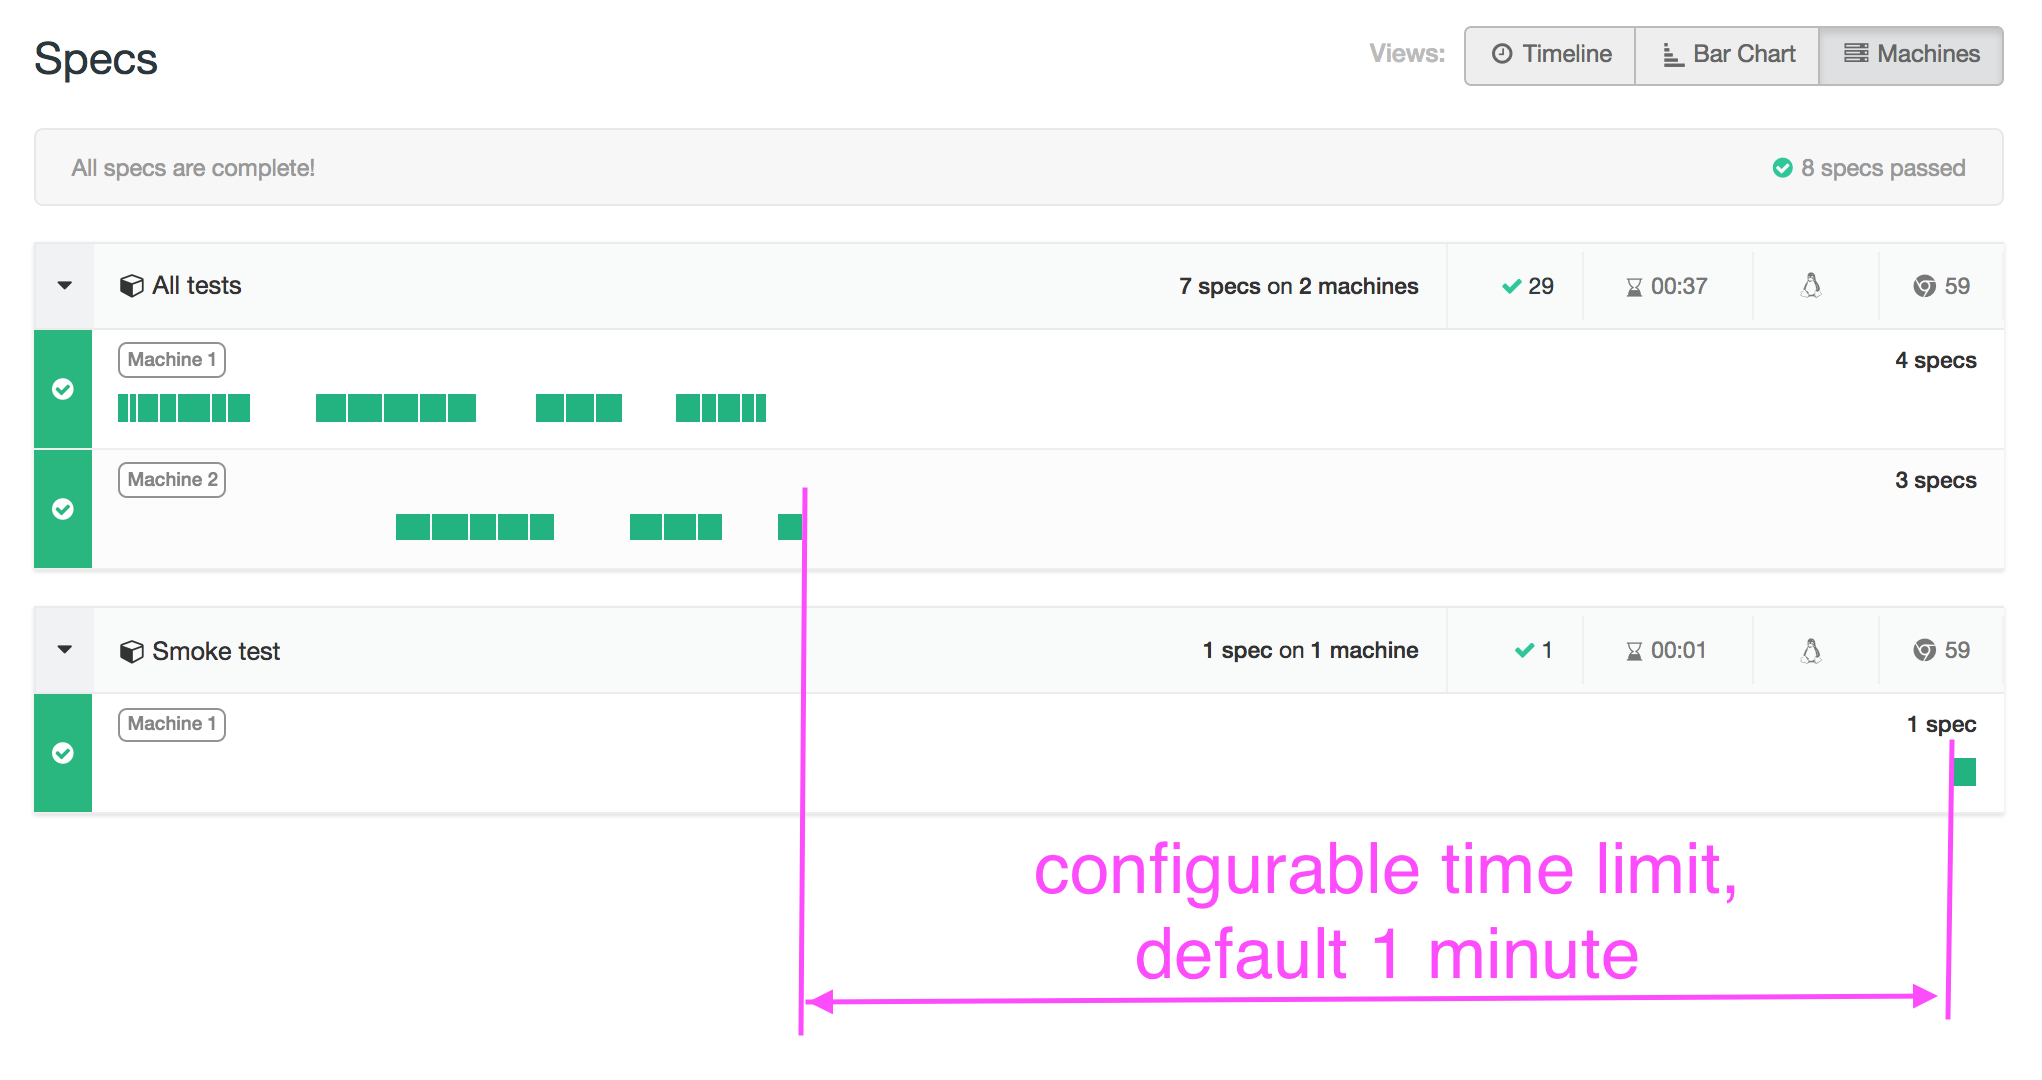 Specs
Views: Timeline Bar Chart Machines
All specs are complete! 8 specs passed
All tests 7 specs on 2 machines 29 00:37 59
Machine 1 4 specs
Machine 2 3 specs
Smoke test 1 spec on 1 machine 1 00:01 59
Machine 1 1 spec
configurable time limit,
default 1 minute